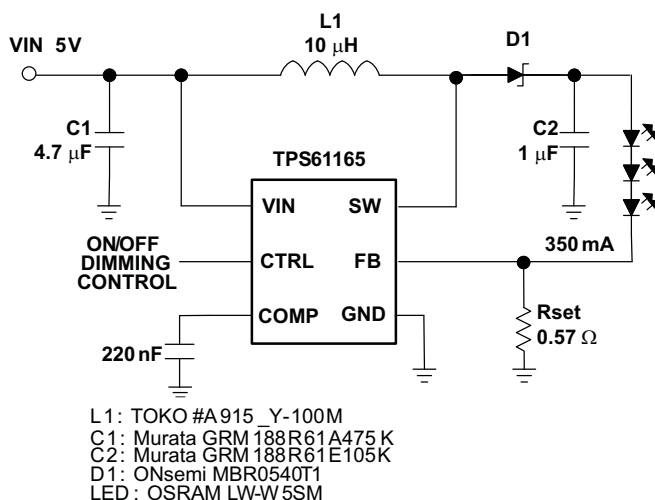 L1
10 μH
VIN 5V
D1
C1
4.7 μF
C2
1 μF
TPS61165
VIN SW
350 mA
ON/OFF
DIMMING
CONTROL
CTRL FB
COMP GND
Rset
0.57 Ω
220 nF
L1: TOKO #A915_Y-100M
C1: Murata GRM188R61A475K
C2: Murata GRM188R61E105K
D1: ONsemi MBR0540T1
LED: OSRAM LW-W5SM